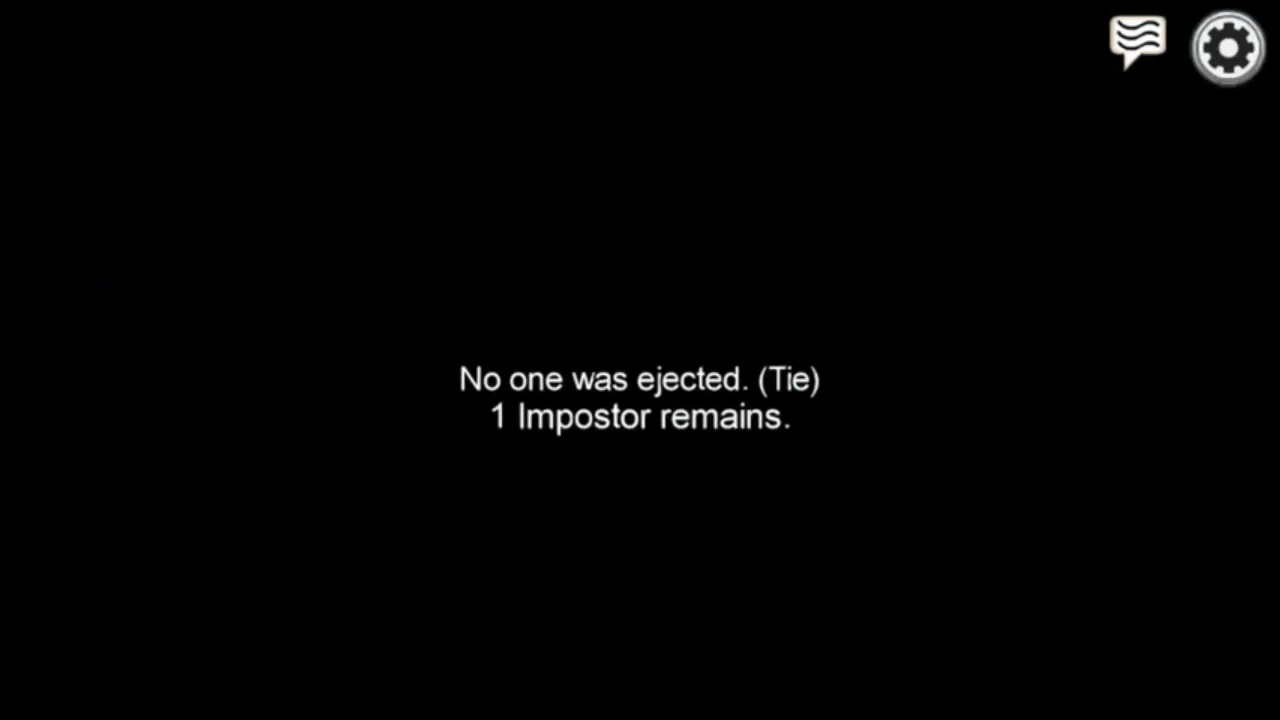 No one was ejected. (Tie)
1 Impostor remains.